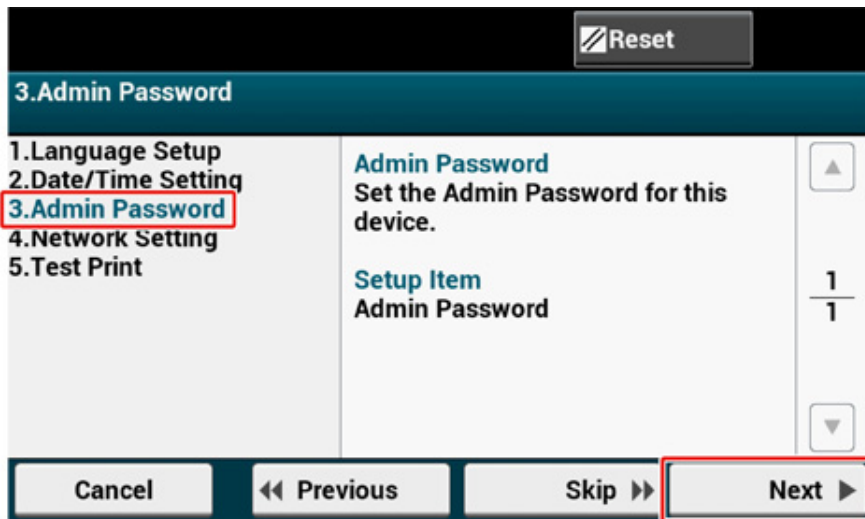 Reset
3.Admin Password
1.Language Setup
2.Date/Time Setting
3.Admin Password
4.Network Setting
5.Test Print
Admin Password
Set the Admin Password for this
device.
Setup Item
Admin Password
1
1
Cancel
Previous
Skip
Next